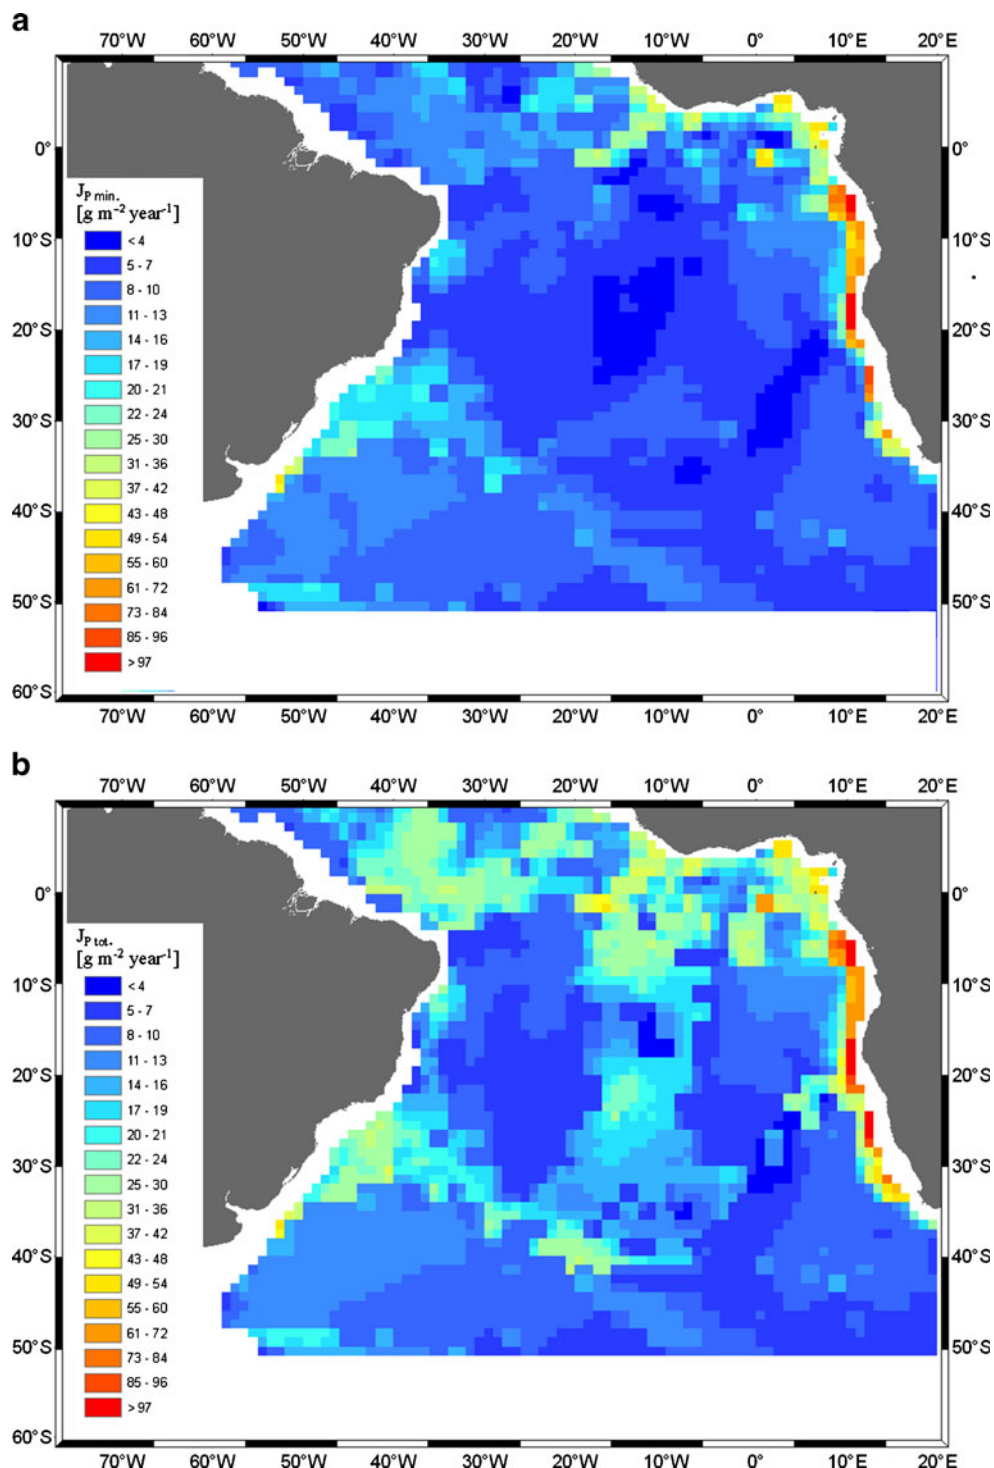 a
70°W 60°W 50°W 40°W 30°W 20°W 10°W 0° 10°E 20°E
0° 0°
J P min.
[g m⁻² year⁻¹]
< 4
5 - 7
8 - 10
10°S 10°S
11 - 13
14 - 16
20°S 20°S
17 - 19
20 - 21
22 - 24
30°S 30°S
25 - 30
31 - 36
37 - 42
40°S 40°S
43 - 48
49 - 54
55 - 60
61 - 72
50°S 50°S
73 - 84
85 - 96
> 97
60°S
70°W 60°W 50°W 40°W 30°W 20°W 10°W 0° 10°E 20°E
b
70°W 60°W 50°W 40°W 30°W 20°W 10°W 0° 10°E 20°E
0° 0°
J P tot.
[g m⁻² year⁻¹]
< 4
10°S 10°S
5 - 7
8 - 10
11 - 13
14 - 16
20°S 20°S
17 - 19
20 - 21
22 - 24
30°S 30°S
25 - 30
31 - 36
37 - 42
40°S 40°S
43 - 48
49 - 54
55 - 60
61 - 72
50°S 50°S
73 - 84
85 - 96
> 97
60°S
70°W 60°W 50°W 40°W 30°W 20°W 10°W 0° 10°E 20°E